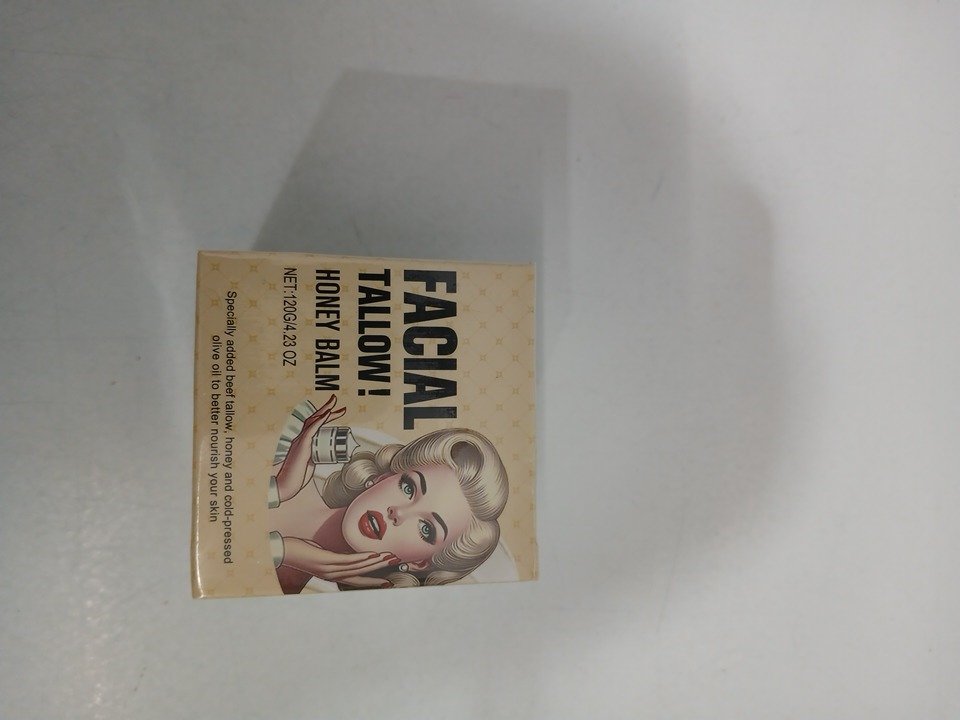 FACIAL
TALLOW!
HONEY BALM
NET:120G/4.23 OZ
Specially added beef tallow, honey and cold-pressed
olive oil to better nourish your skin